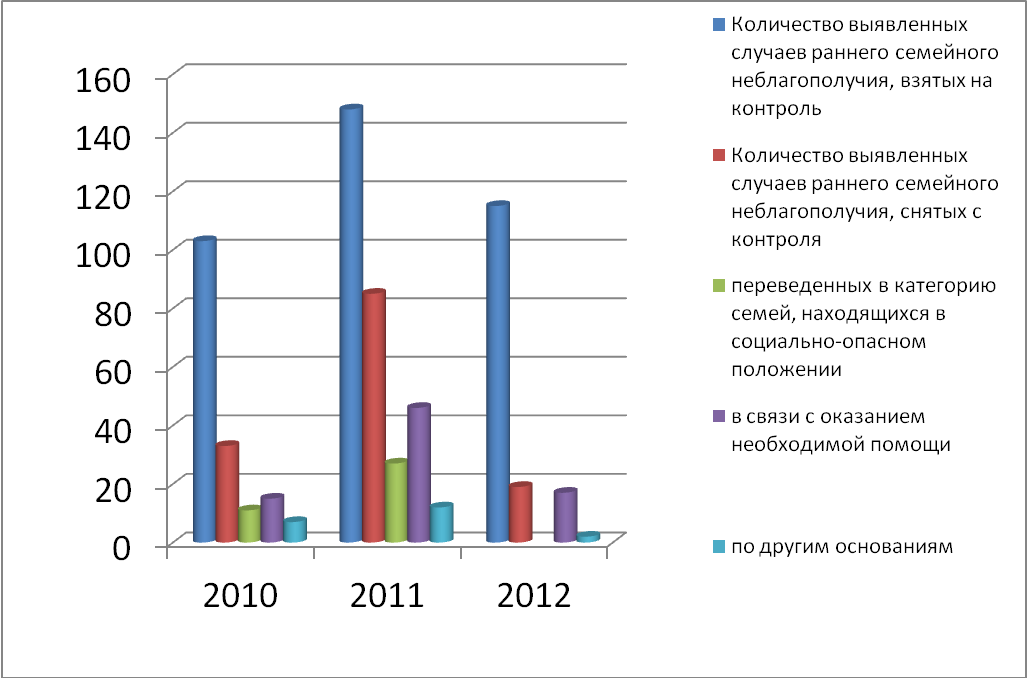 160
140
120
100
80
60
40
20
0
2010 2011 2012
Количество выявленных
случаев раннего семейного
неблагополучия, взятых на
контроль
Количество выявленных
случаев раннего семейного
неблагополучия, снятых с
контроля
переведенных в категорию
семей, находящихся в
социально-опасном
положении
в связи с оказанием
необходимой помощи
по другим основаниям